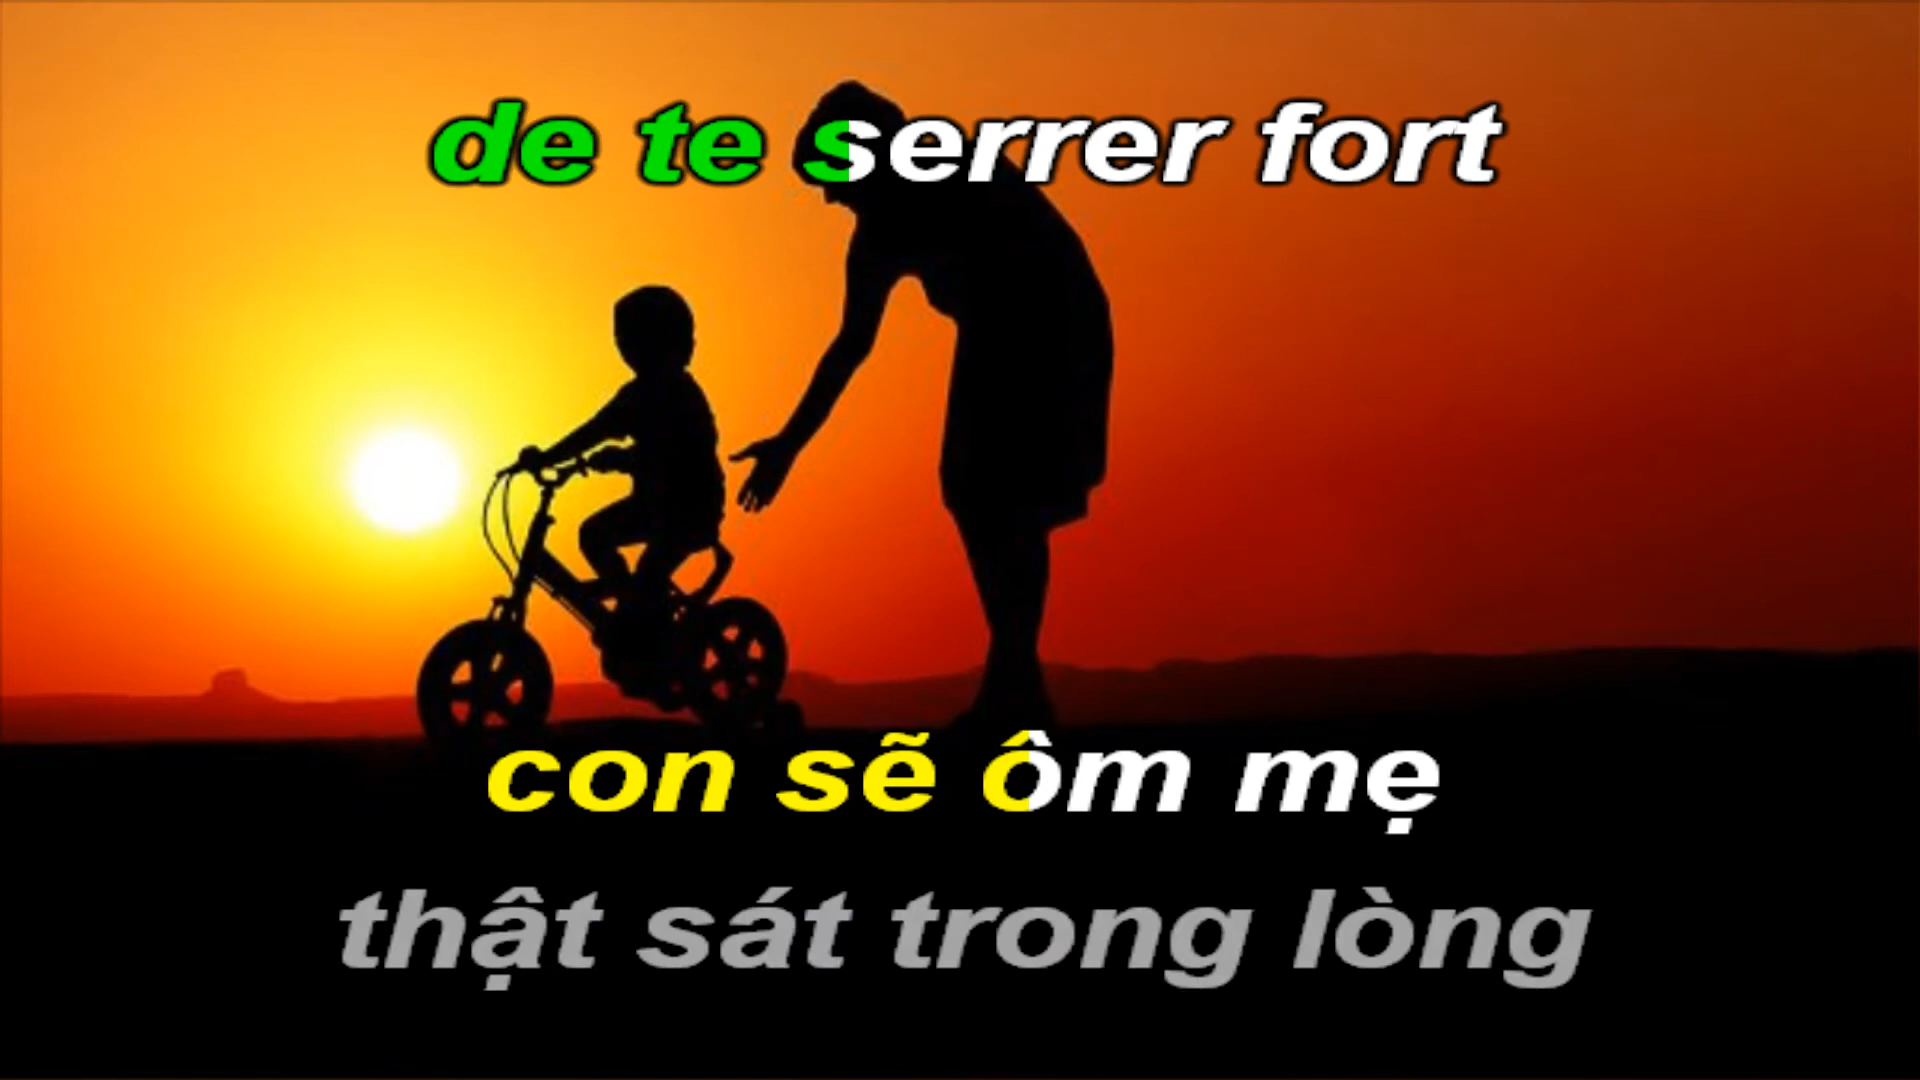 de te serrer fort
con sẽ ôm mẹ
thật sát trong lòng